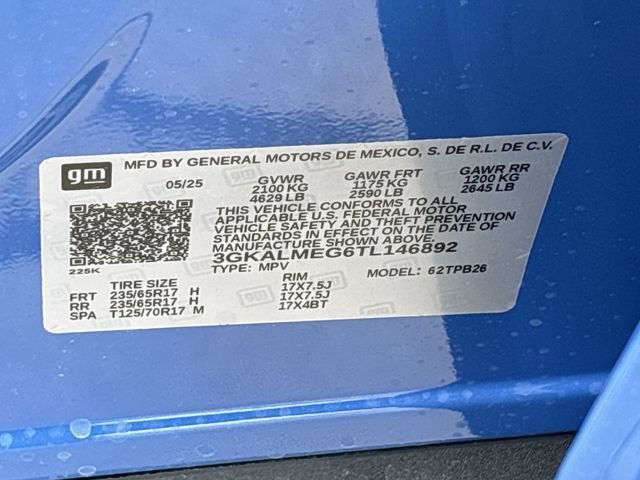 gm
MFD BY GENERAL MOTORS DE MEXICO, S. DE R.L. DE C.V.
05/25 GVWR GAWR FRT GAWR RR
2100 KG 1175 KG 1200 KG
4629 LB 2590 LB 2645 LB
THIS VEHICLE CONFORMS TO ALL
APPLICABLE U.S. FEDERAL MOTOR
VEHICLE SAFETY AND THEFT PREVENTION
STANDARDS IN EFFECT ON THE DATE OF
MANUFACTURE SHOWN ABOVE.
3GKALMEG6TL146892
225K
TYPE: MPV MODEL: 62TPB26
TIRE SIZE RIM
FRT 235/65R17 H 17X7.5J
RR 235/65R17 H 17X7.5J
SPA T125/70R17 M 17X4BT